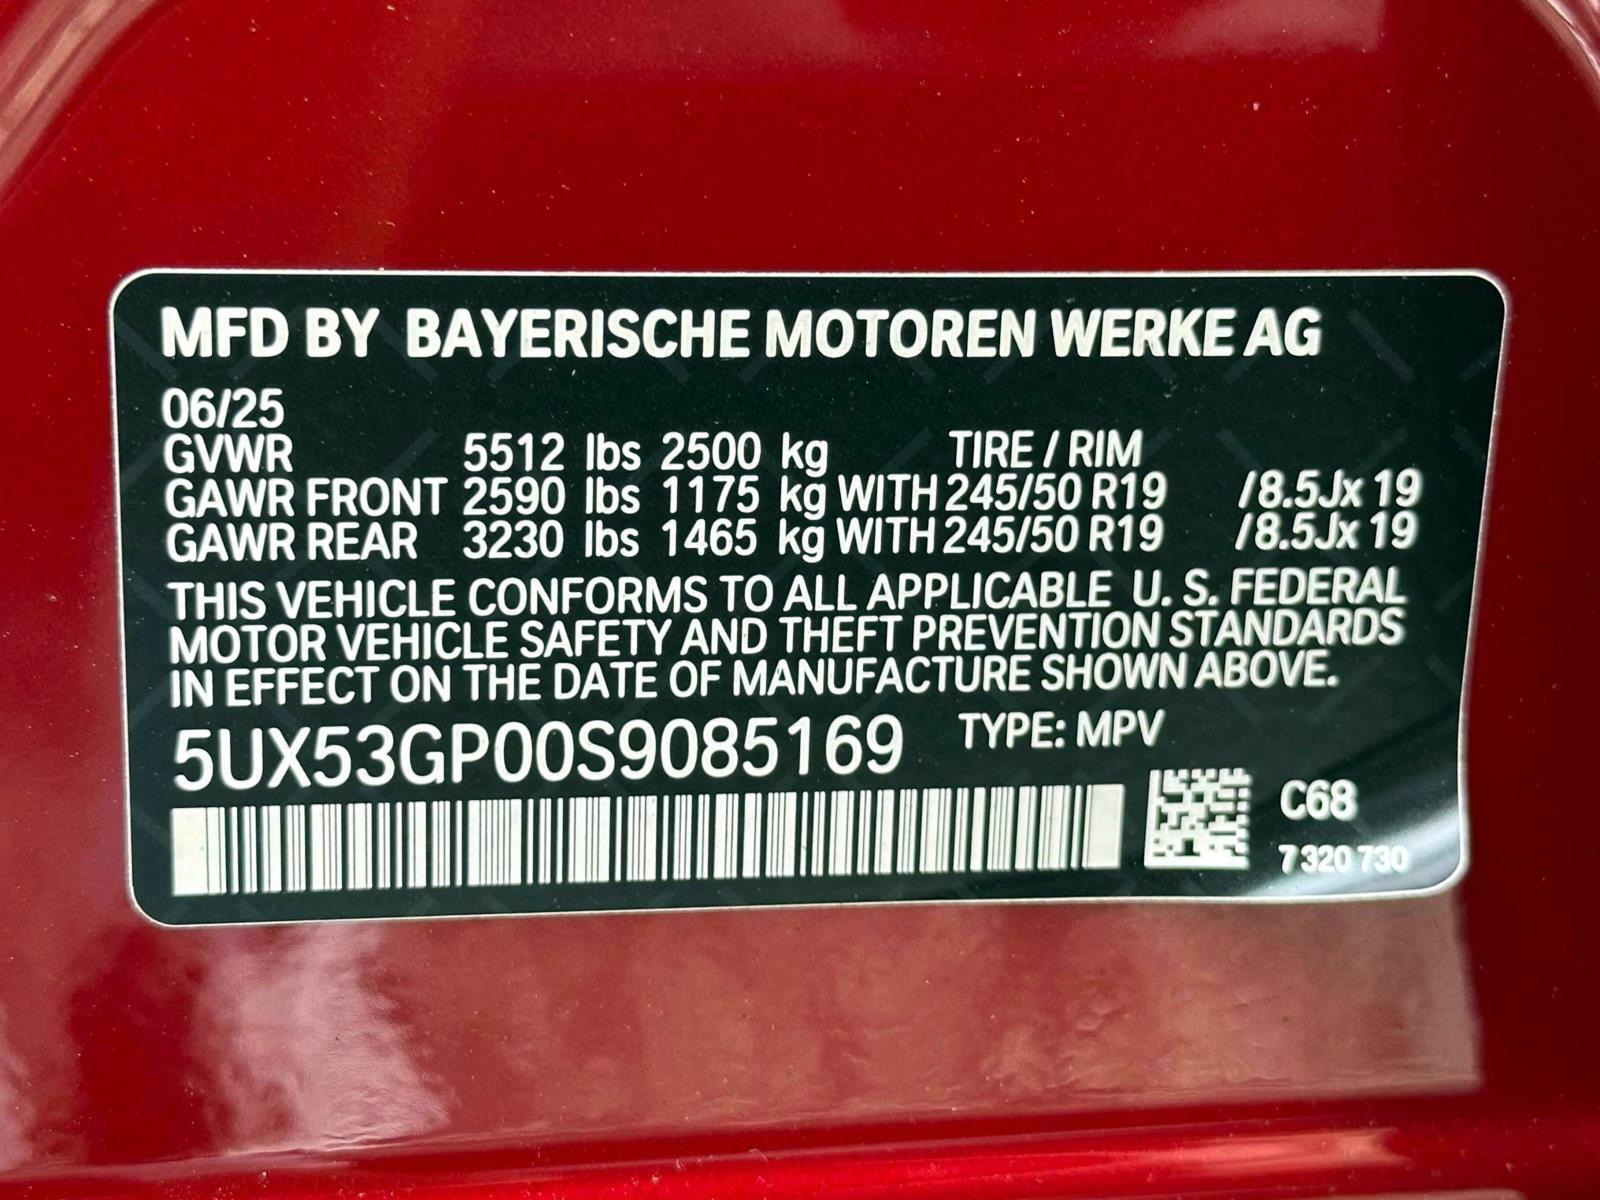 MFD BY BAYERISCHE MOTOREN WERKE AG
06/25
GVWR 5512 lbs 2500 kg TIRE / RIM
GAWR FRONT 2590 lbs 1175 kg WITH 245/50 R19 /8.5Jx 19
GAWR REAR 3230 lbs 1465 kg WITH 245/50 R19 /8.5Jx 19
THIS VEHICLE CONFORMS TO ALL APPLICABLE U. S. FEDERAL
MOTOR VEHICLE SAFETY AND THEFT PREVENTION STANDARDS
IN EFFECT ON THE DATE OF MANUFACTURE SHOWN ABOVE.
5UX53GP00S9085169 TYPE: MPV
C68
7 320 730